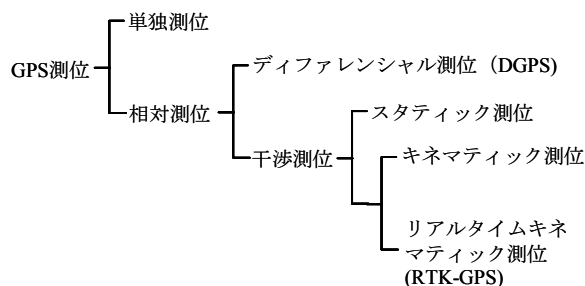 単独測位
GPS測位
ディファレンシャル測位（DGPS)
相対測位
スタティック測位
干渉測位
キネマティック測位
リアルタイムキネ
マティック測位
(RTK-GPS)